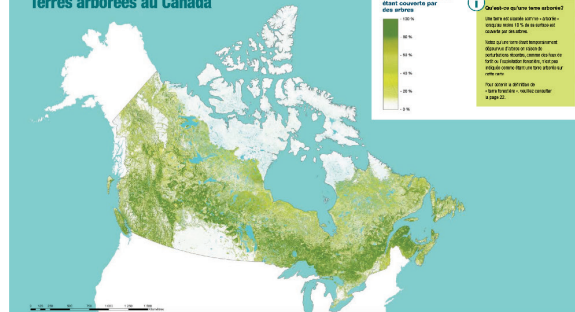 Terres arborées au Canada
étant couverte par
des arbres
100 %
80 %
60 %
40 %
20 %
0 %
i
Qu'est-ce qu'une terre arborée?
Une terre est classée comme « arborée »
lorsqu'au moins 10 % de sa surface est
couverte par des arbres.
Notez qu'une terre étant temporairement
dépourvue d'arbres en raison de
perturbations récentes, comme des feux de
forêt ou l'exploitation forestière, n'est pas
indiquée comme étant une terre arborée sur
cette carte.
Pour obtenir la définition de
« terre forestière », veuillez consulter
la page 22.